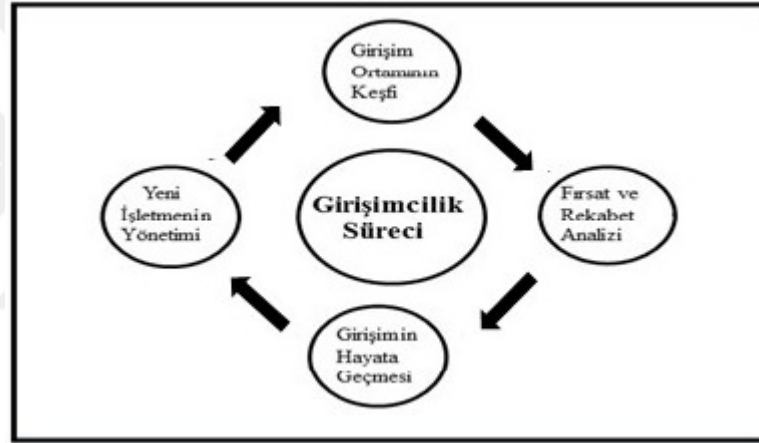 Girişim
Ortamının
Keşfi
Yeni
İşletmenin
Yönetimi
Girişimcilik
Süreci
Fırsat ve
Rekabet
Analizi
Girişimin
Hayata
Geçmesi